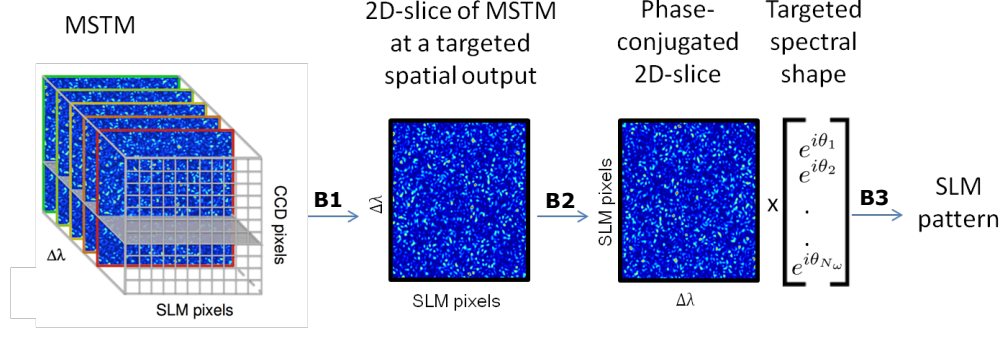 MSTM
2D-slice of MSTM
at a targeted
spatial output
Phase-
conjugated
2D-slice
Targeted
spectral
shape
CCD pixels
Δλ
SLM pixels
B1
Δλ
SLM pixels
B2
SLM pixels
Δλ
x
e^{iθ_1}
e^{iθ_2}
.
.
e^{iθ_{N_ω}}
B3
SLM
pattern